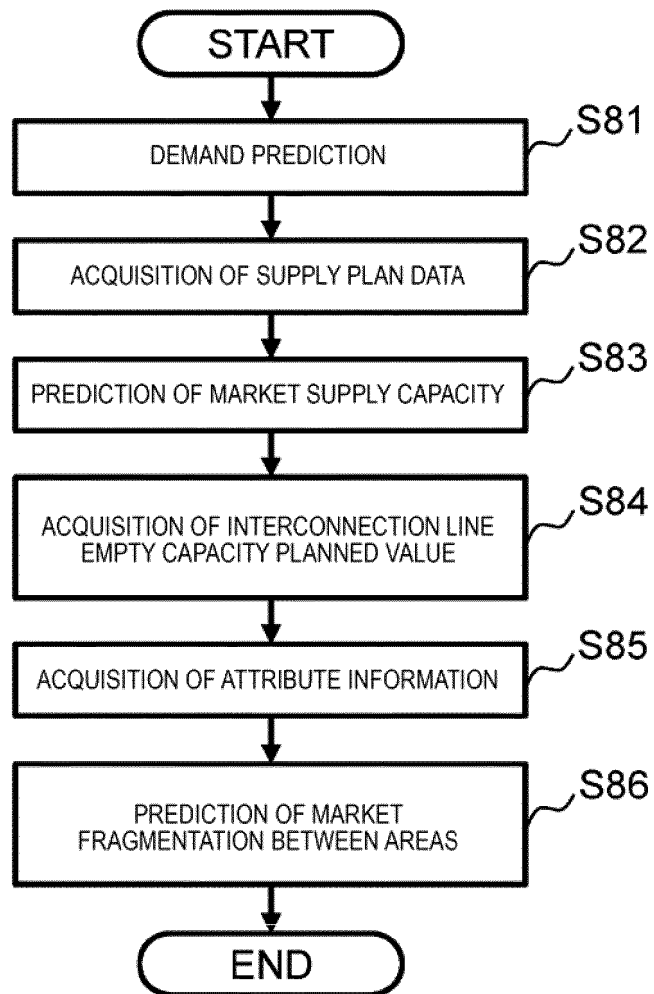 START
S81
DEMAND PREDICTION
S82
ACQUISITION OF SUPPLY PLAN DATA
S83
PREDICTION OF MARKET SUPPLY CAPACITY
S84
ACQUISITION OF INTERCONNECTION LINE
EMPTY CAPACITY PLANNED VALUE
S85
ACQUISITION OF ATTRIBUTE INFORMATION
S86
PREDICTION OF MARKET
FRAGMENTATION BETWEEN AREAS
END